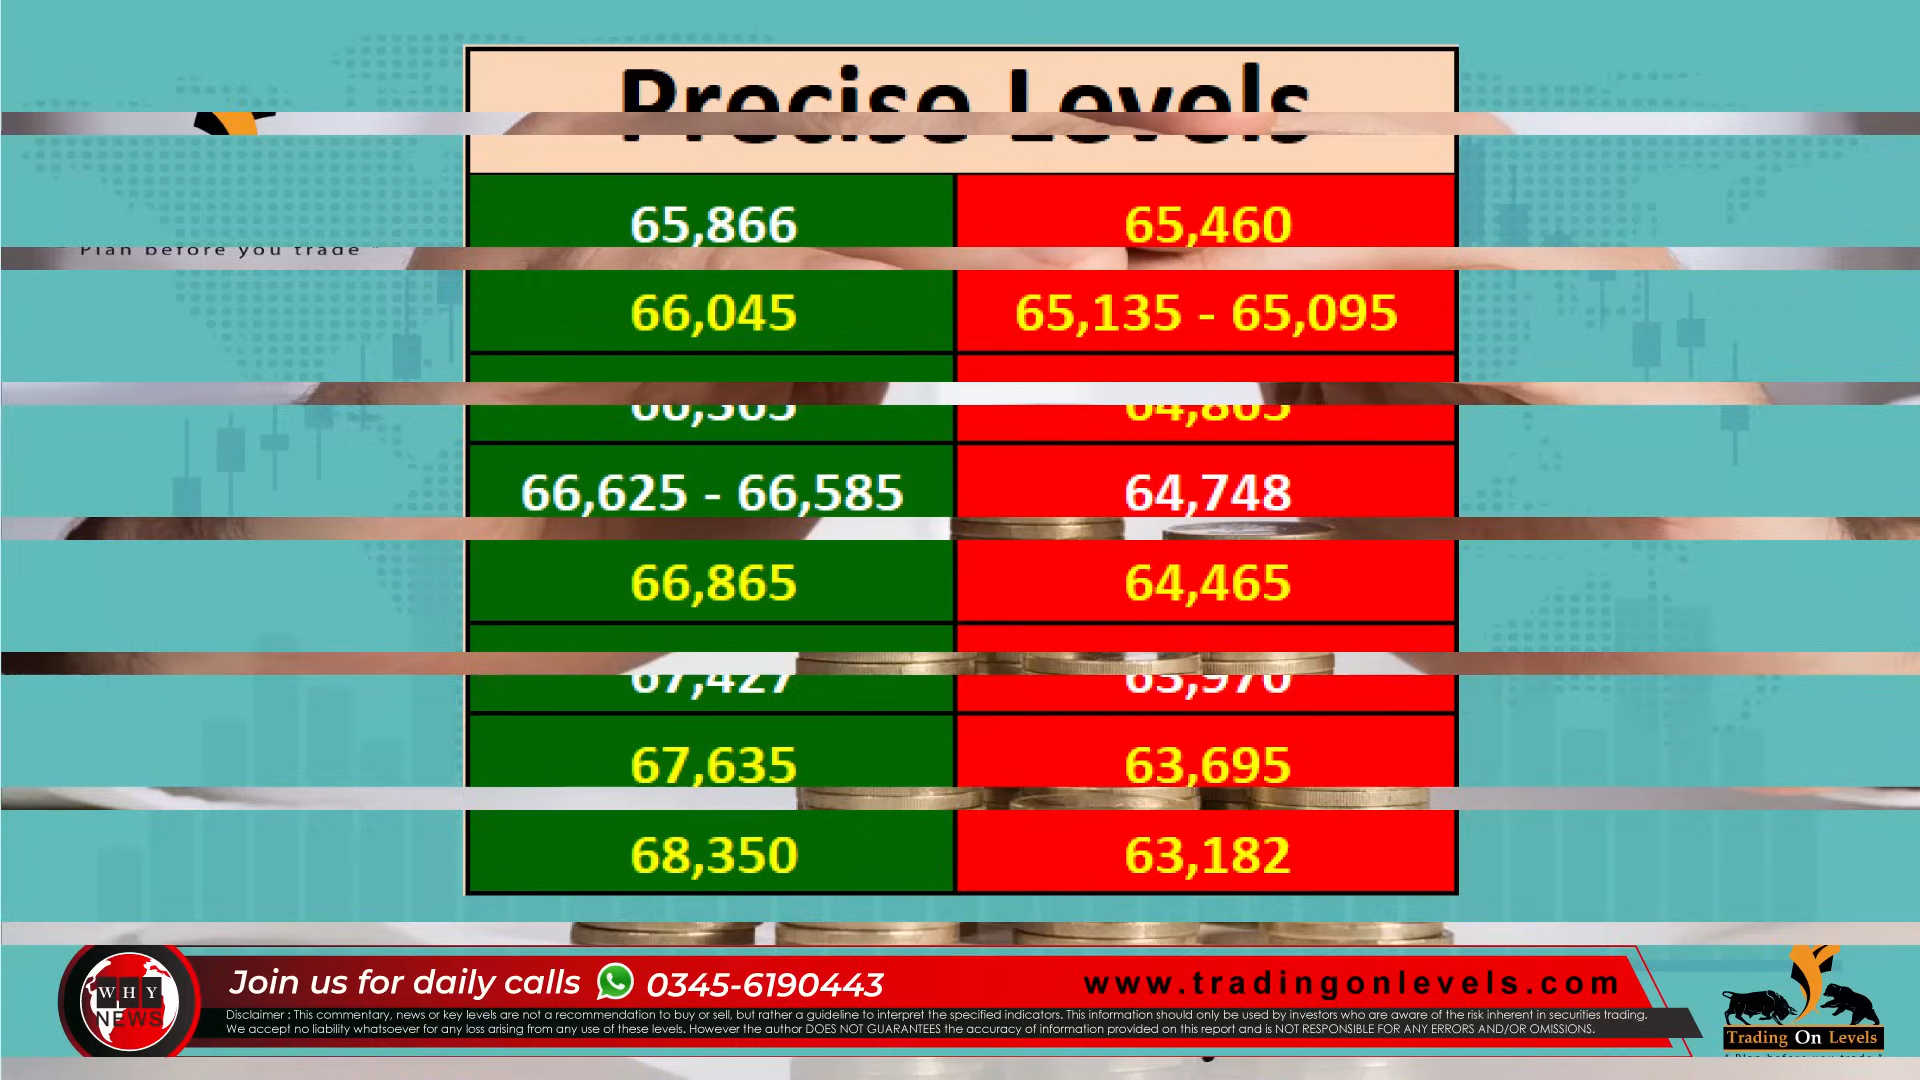 Precise Levels
65,866 65,460
Plan before you trade "
66,045 65,135 - 65,095
66,625 - 66,585 64,748
66,865 64,465
67,427 63,970
67,635 63,695
68,350 63,182
WHY
NEWS
Join us for daily calls 0345-6190443
www.tradingonlevels.com
Disclaimer : This commentary, news or key levels are not a recommendation to buy or sell, but rather a guideline to interpret the specified indicators. This information should only be used by investors who are aware of the risk inherent in securities trading.
We accept no liability whatsoever for any loss arising from any use of these levels. However the author DOES NOT GUARANTEES the accuracy of information provided on this report and is NOT RESPONSIBLE FOR ANY ERRORS AND/OR OMISSIONS.
Trading On Levels